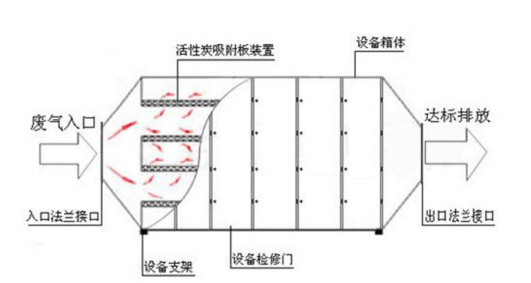 设备箱体
活性炭吸附板装置
废气入口
达标排放
入口法兰接口
出口法兰接口
设备支架
设备检修门